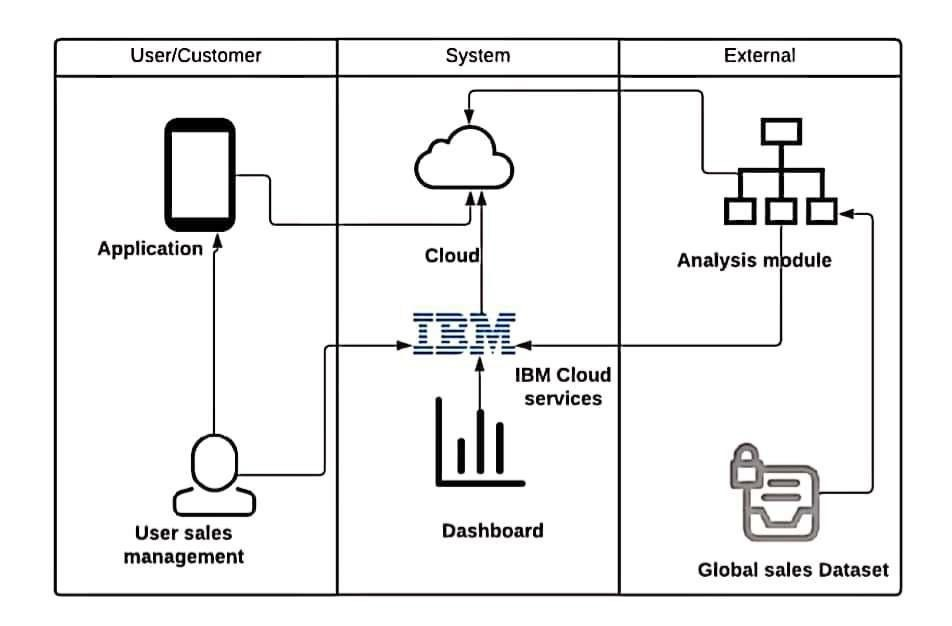 User/Customer
System
External
Application
Cloud
Analysis module
IBM
IBM Cloud
services
User sales
management
Dashboard
Global sales Dataset